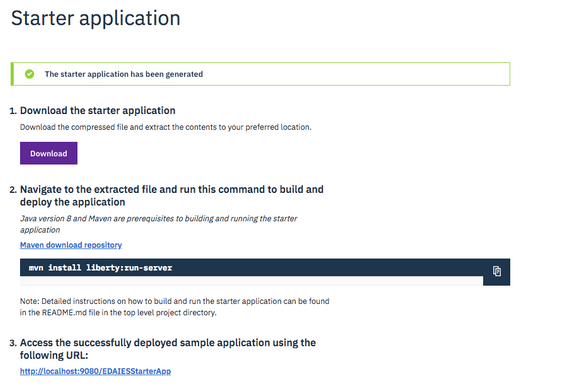 Starter application
The starter application has been generated
1. Download the starter application
Download the compressed file and extract the contents to your preferred location.
Download
2. Navigate to the extracted file and run this command to build and
deploy the application
Java version 8 and Maven are prerequisites to building and running the starter
application
Maven download repository
mvn install liberty:run-server
Note: Detailed instructions on how to build and run the starter application can be found
in the README.md file in the top level project directory.
3. Access the successfully deployed sample application using the
following URL:
http://localhost:9080/EDAIESStarterApp